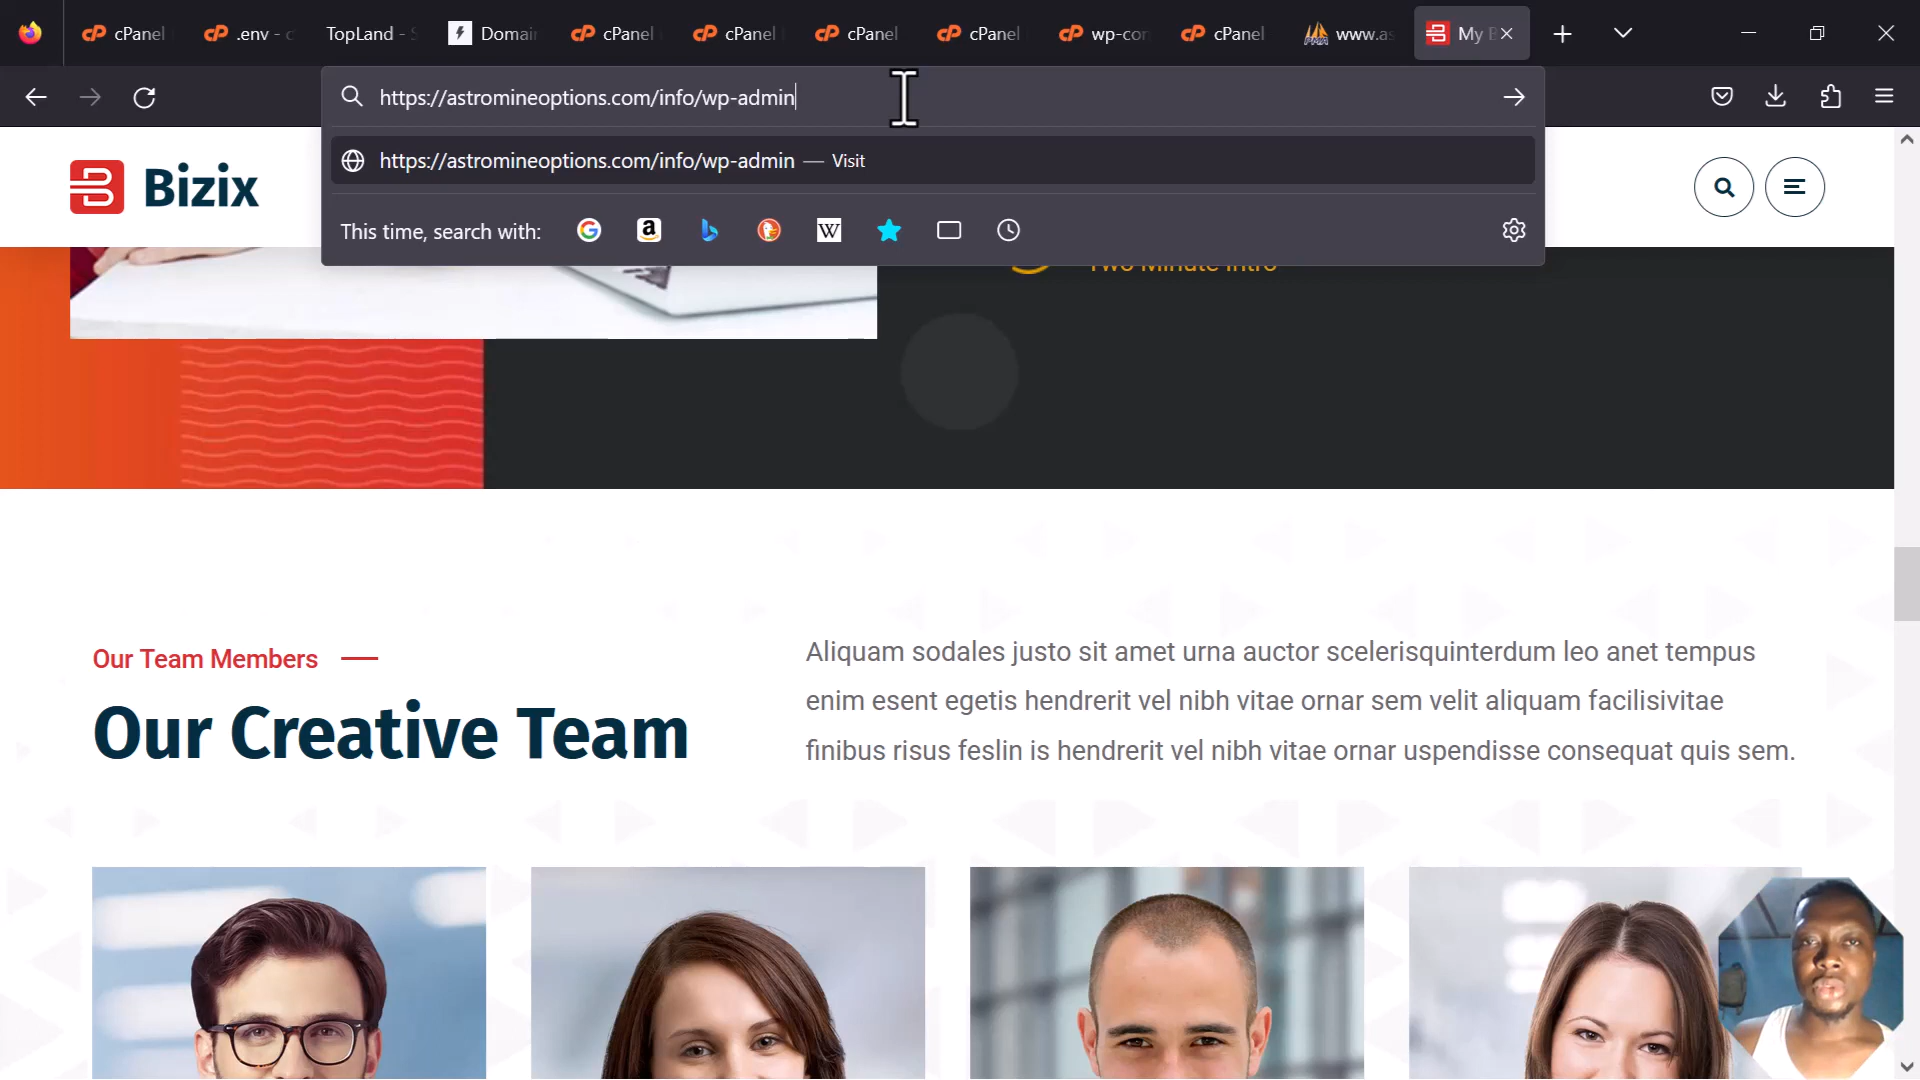 cPanel
.env - c
TopLand - S
Domai
cPanel
cPanel
cPanel
cPanel
wp-con
cPanel
www.as
My B
https://astromineoptions.com/info/wp-admin
https://astromineoptions.com/info/wp-admin — Visit
This time, search with:
Bizix
Two Minute Intro
Our Team Members
Our Creative Team
Aliquam sodales justo sit amet urna auctor scelerisquinterdum leo anet tempus
enim esent egetis hendrerit vel nibh vitae ornar sem velit aliquam facilisivitae
finibus risus feslin is hendrerit vel nibh vitae ornar uspendisse consequat quis sem.